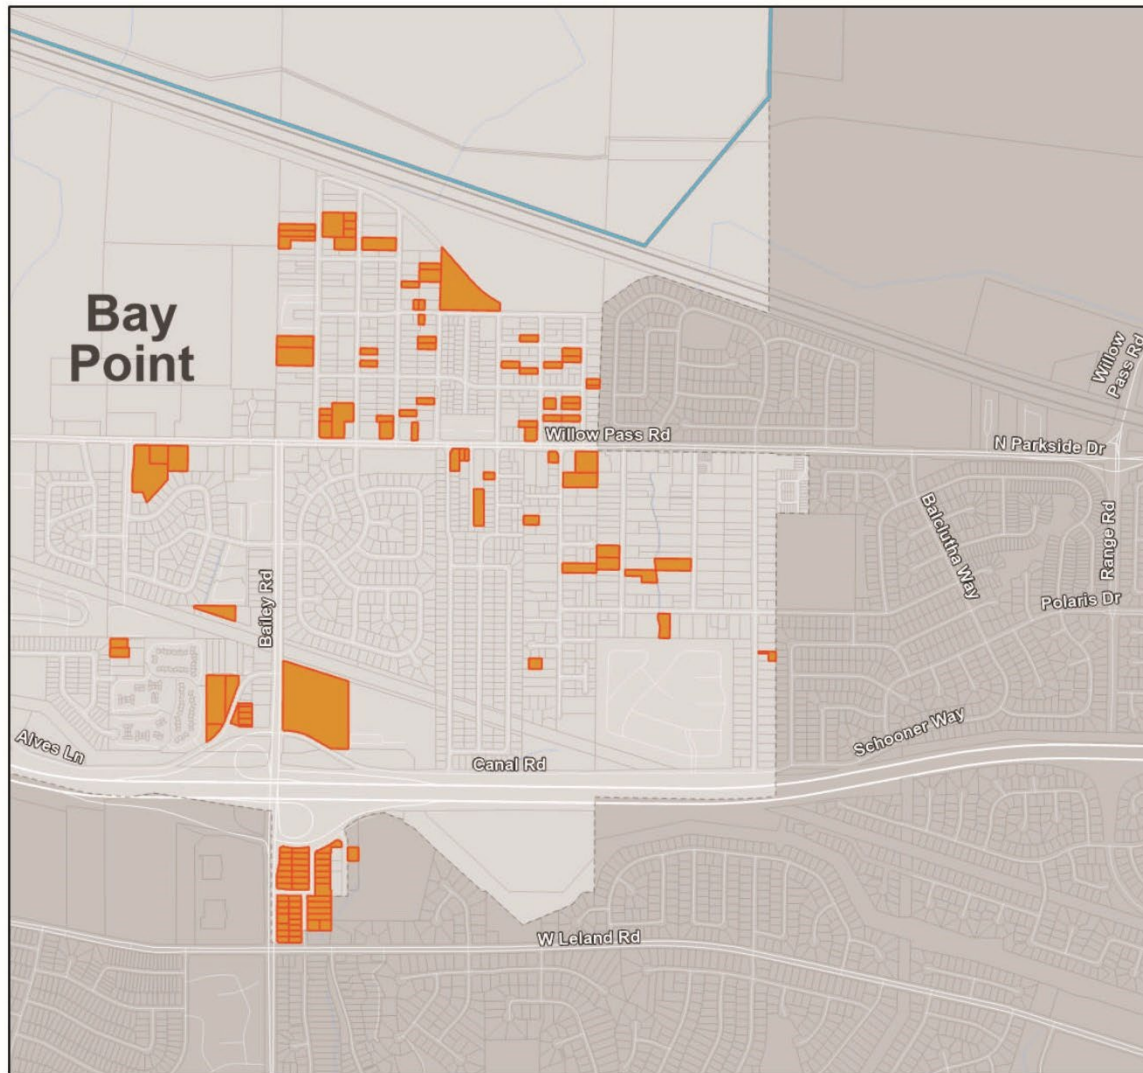 Bay
Point
Willow
Pass Rd
Willow Pass Rd
N Parkside Dr
Balclutha Way
Range Rd
Bailey Rd
Polaris Dr
Schooner Way
Alves Ln
Canal Rd
W Leland Rd